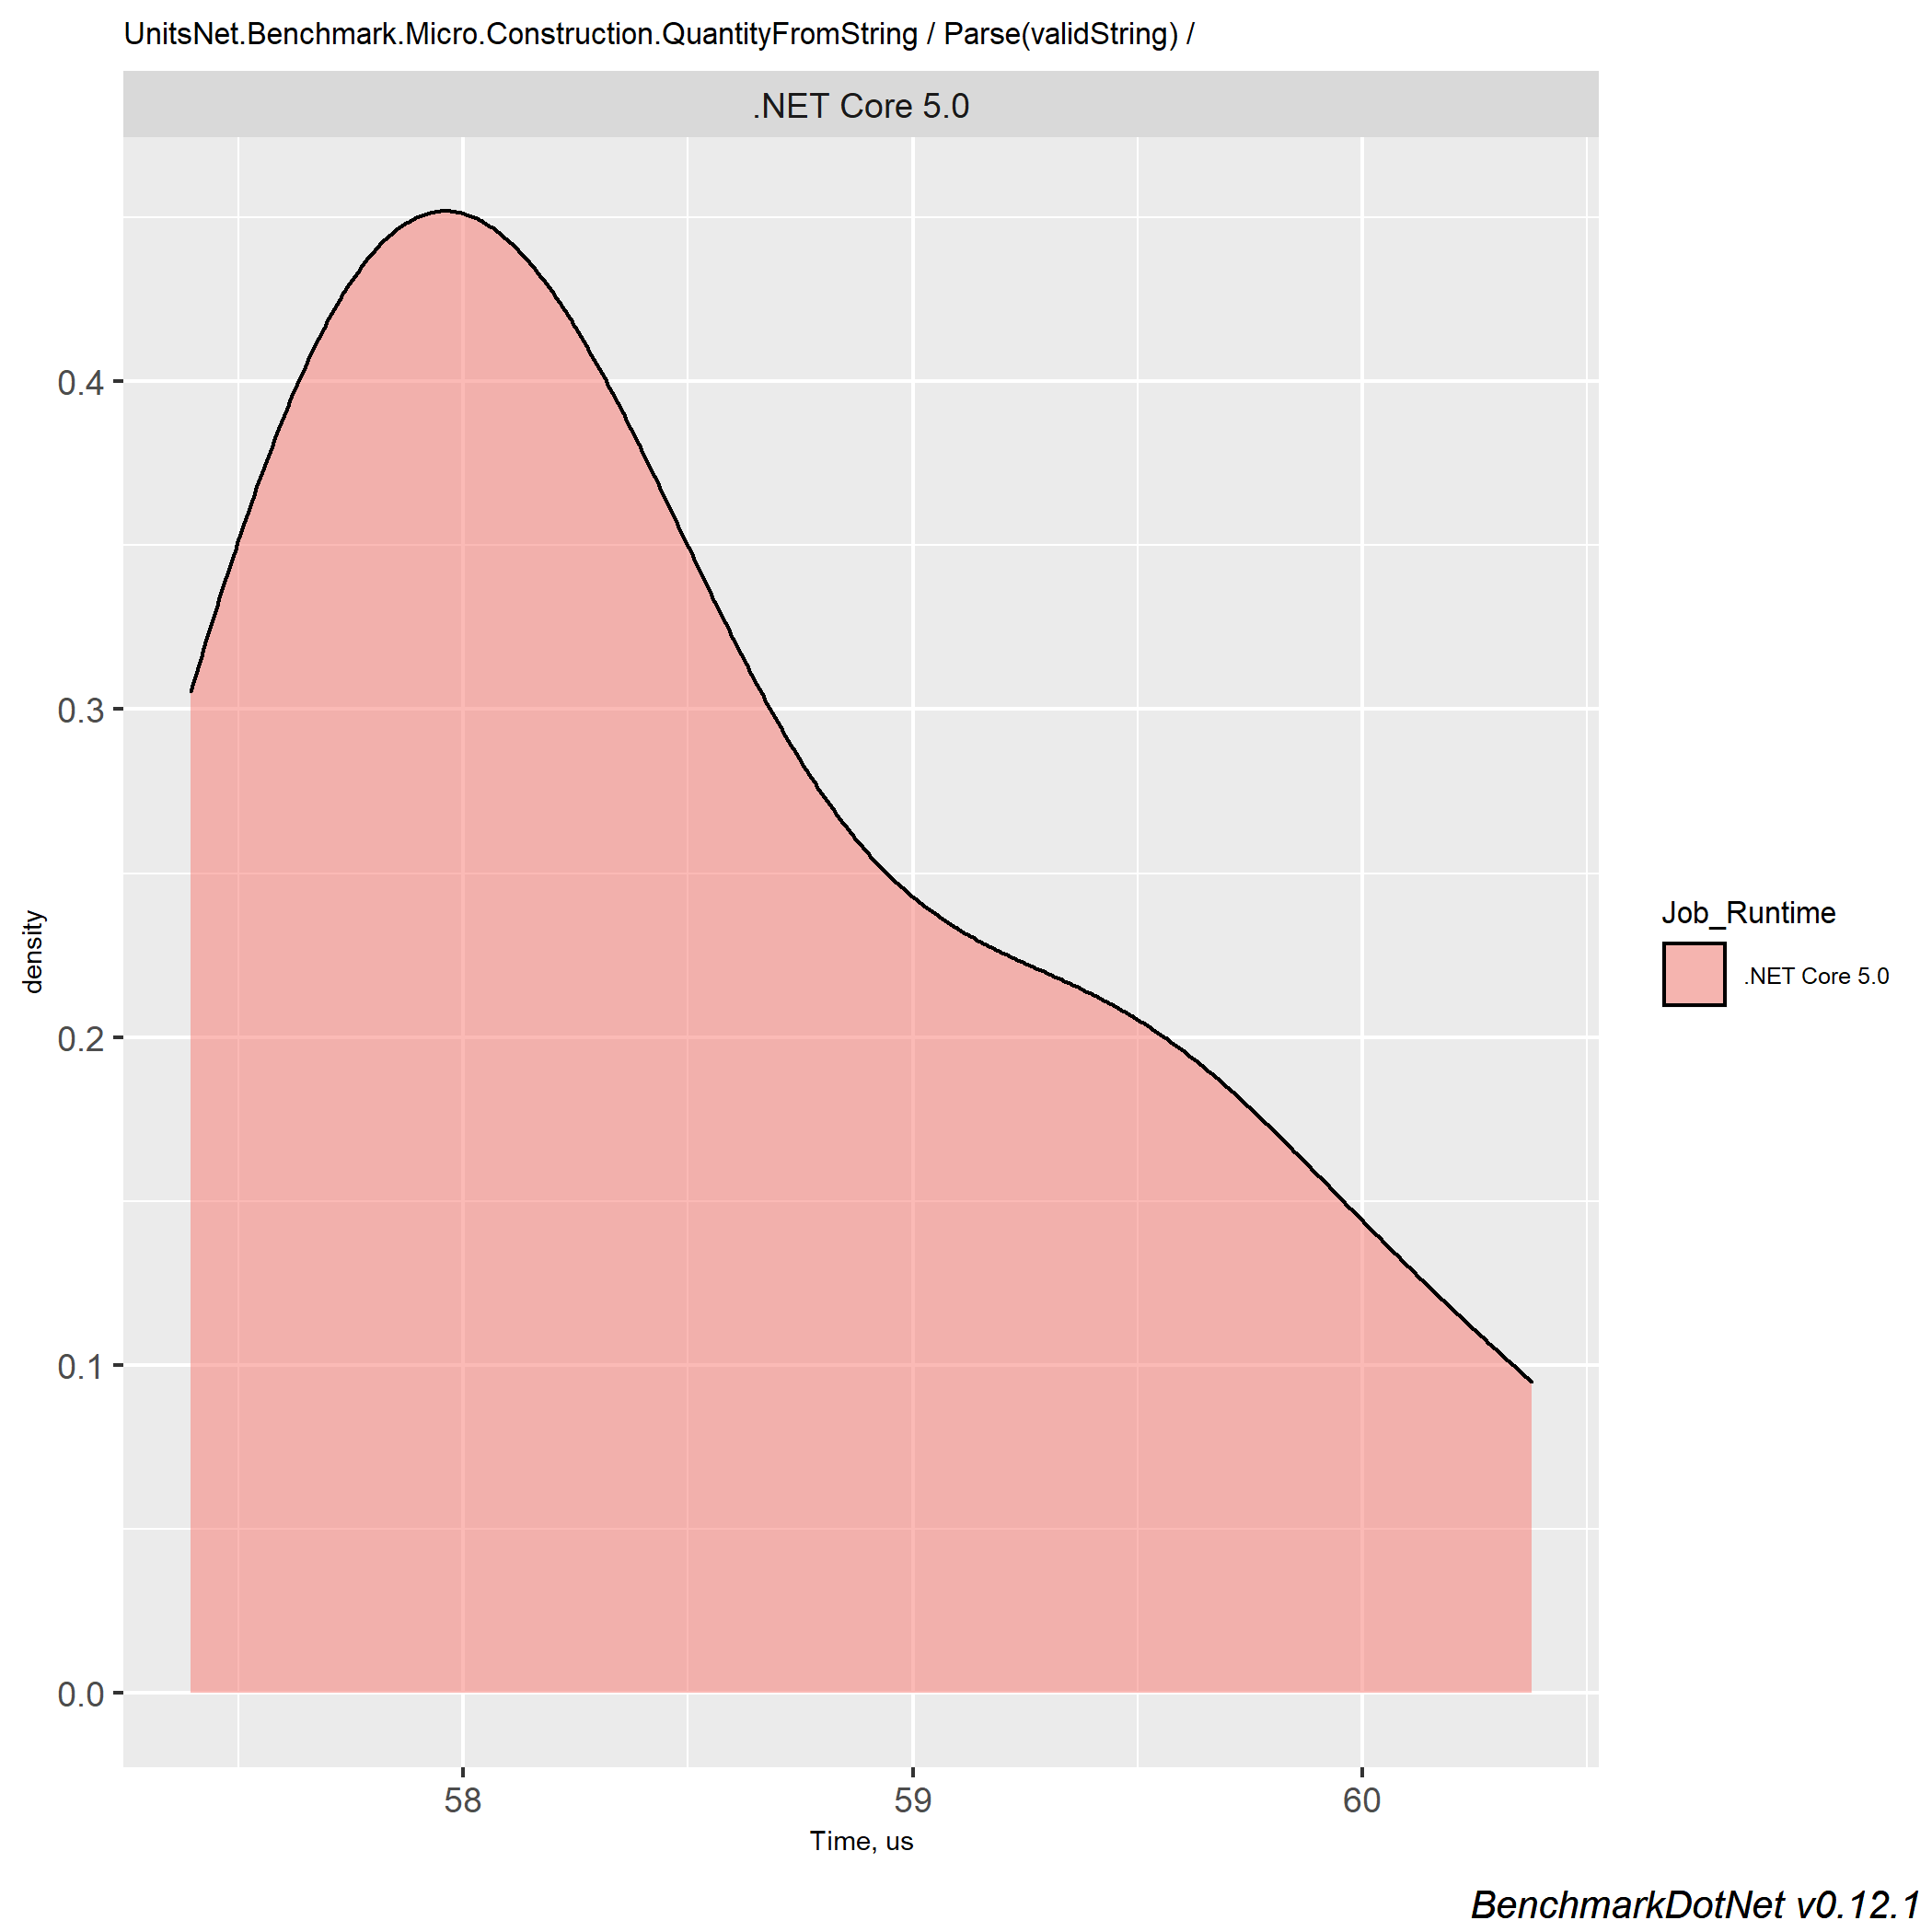 UnitsNet.Benchmark.Micro.Construction.QuantityFromString / Parse(validString) /
.NET Core 5.0
0.4
0.3
0.2
0.1
0.0
density
58 59 60
Time, us
Job_Runtime
.NET Core 5.0
BenchmarkDotNet v0.12.1